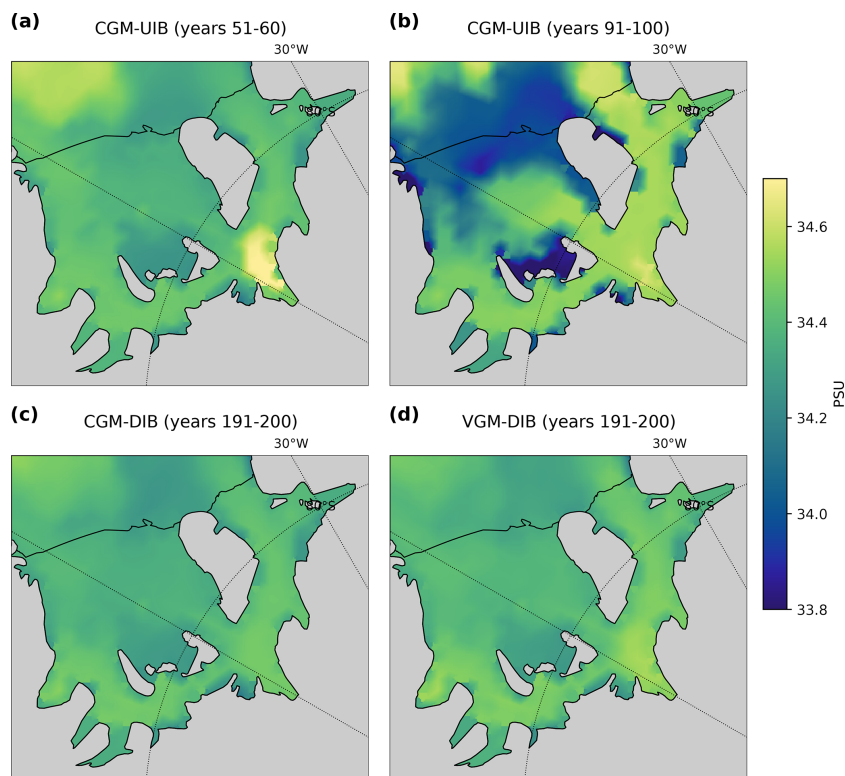 (a)
CGM-UIB (years 51-60)
30°W
(b)
CGM-UIB (years 91-100)
30°W
34.6
34.4
34.2
34.0
33.8
PSU
(c)
CGM-DIB (years 191-200)
30°W
(d)
VGM-DIB (years 191-200)
30°W